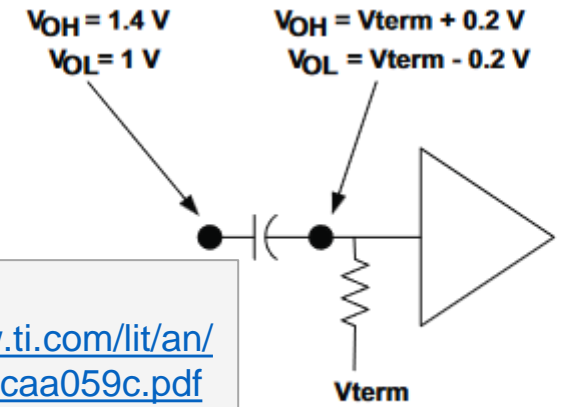 VOH = 1.4 V
VOL= 1 V
VOH = Vterm + 0.2 V
VOL = Vterm - 0.2 V
.ti.com/lit/an/
caa059c.pdf
Vterm